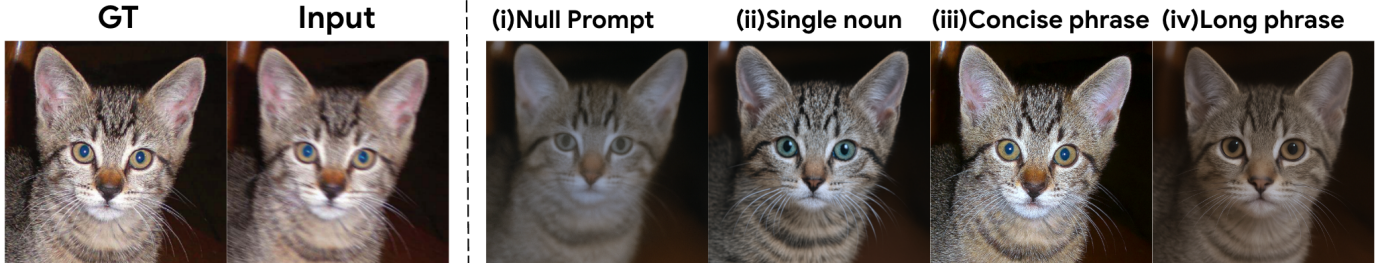 GT
Input
(i)Null Prompt
(ii)Single noun
(iii)Concise phrase
(iv)Long phrase